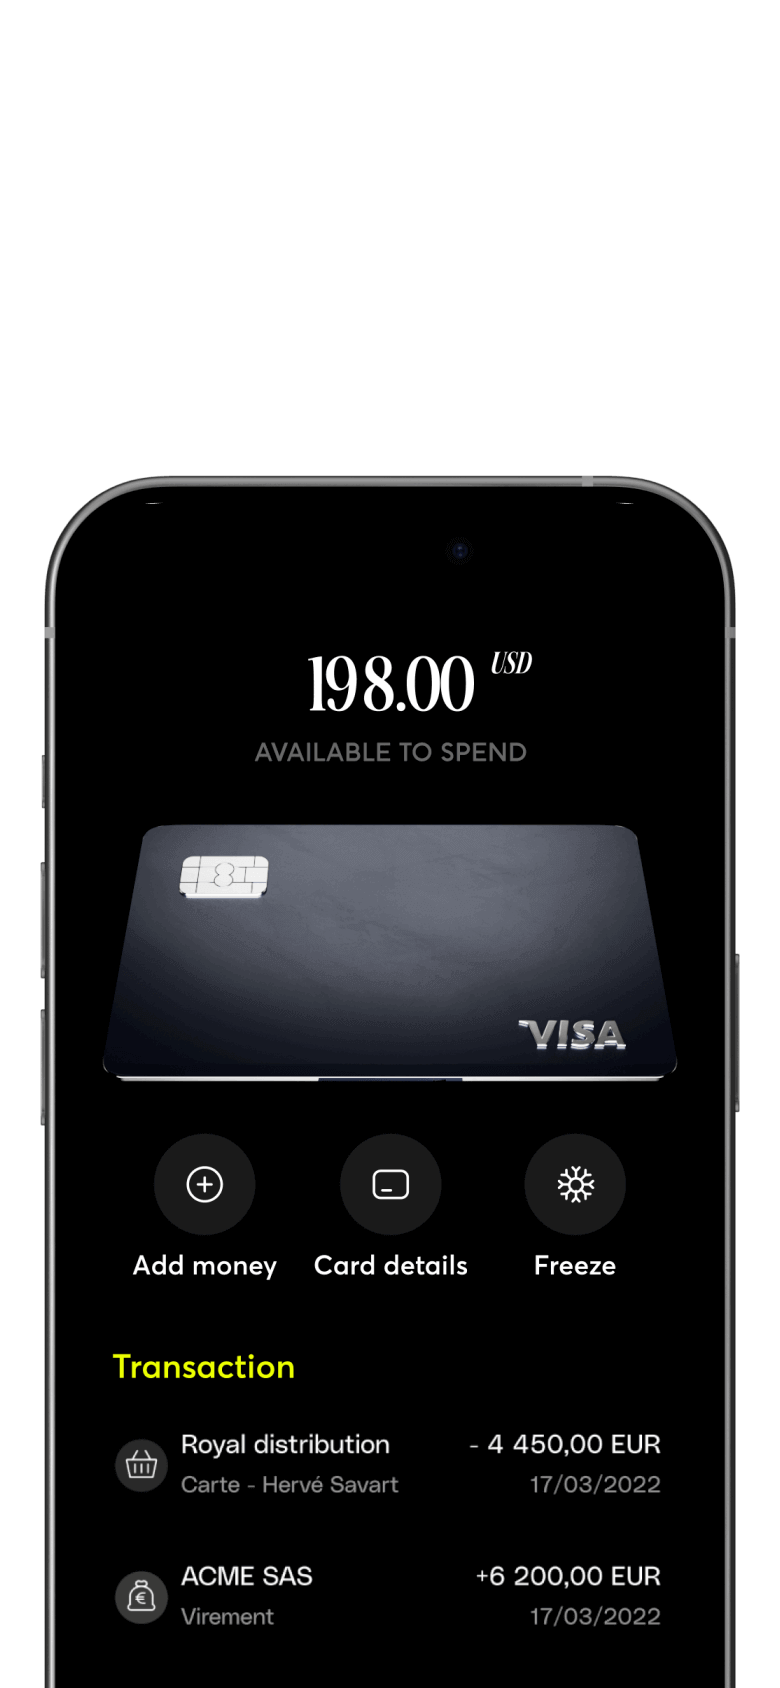 198.00 USD
AVAILABLE TO SPEND
VISA
Add money
Card details
Freeze
Transaction
Royal distribution
- 4 450,00 EUR
Carte - Hervé Savart
17/03/2022
ACME SAS
+6 200,00 EUR
Virement
17/03/2022